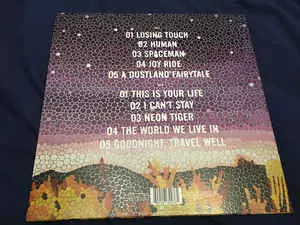 01 LOSING TOUCH
02 HUMAN
03 SPACEMAN
04 JOY RIDE
05 A DUSTLAND FAIRYTALE
01 THIS IS YOUR LIFE
02 I CAN'T STAY
03 NEON TIGER
04 THE WORLD WE LIVE IN
05 GOODNIGHT, TRAVEL WELL